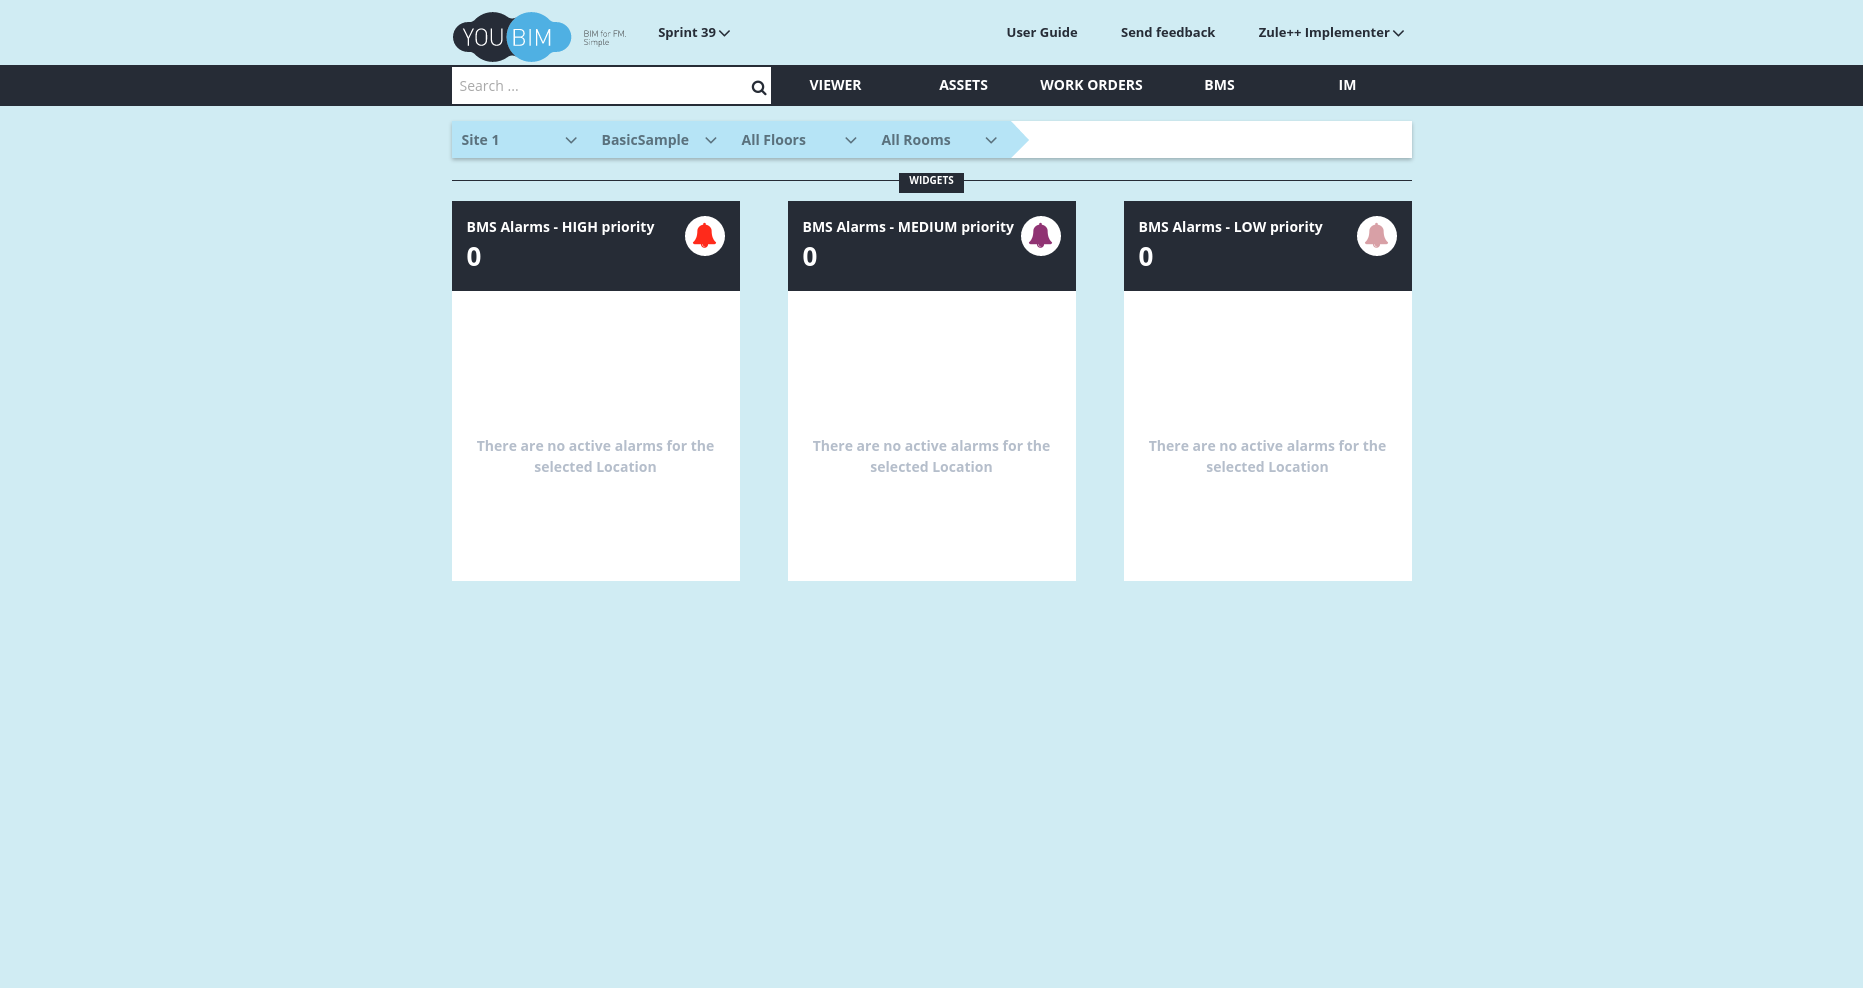 YOU BIM
BIM for FM.
Simple
Sprint 39
User Guide
Send feedback
Zule++ Implementer
Search ...
VIEWER
ASSETS
WORK ORDERS
BMS
IM
Site 1
BasicSample
All Floors
All Rooms
WIDGETS
BMS Alarms - HIGH priority
0
There are no active alarms for the
selected Location
BMS Alarms - MEDIUM priority
0
There are no active alarms for the
selected Location
BMS Alarms - LOW priority
0
There are no active alarms for the
selected Location